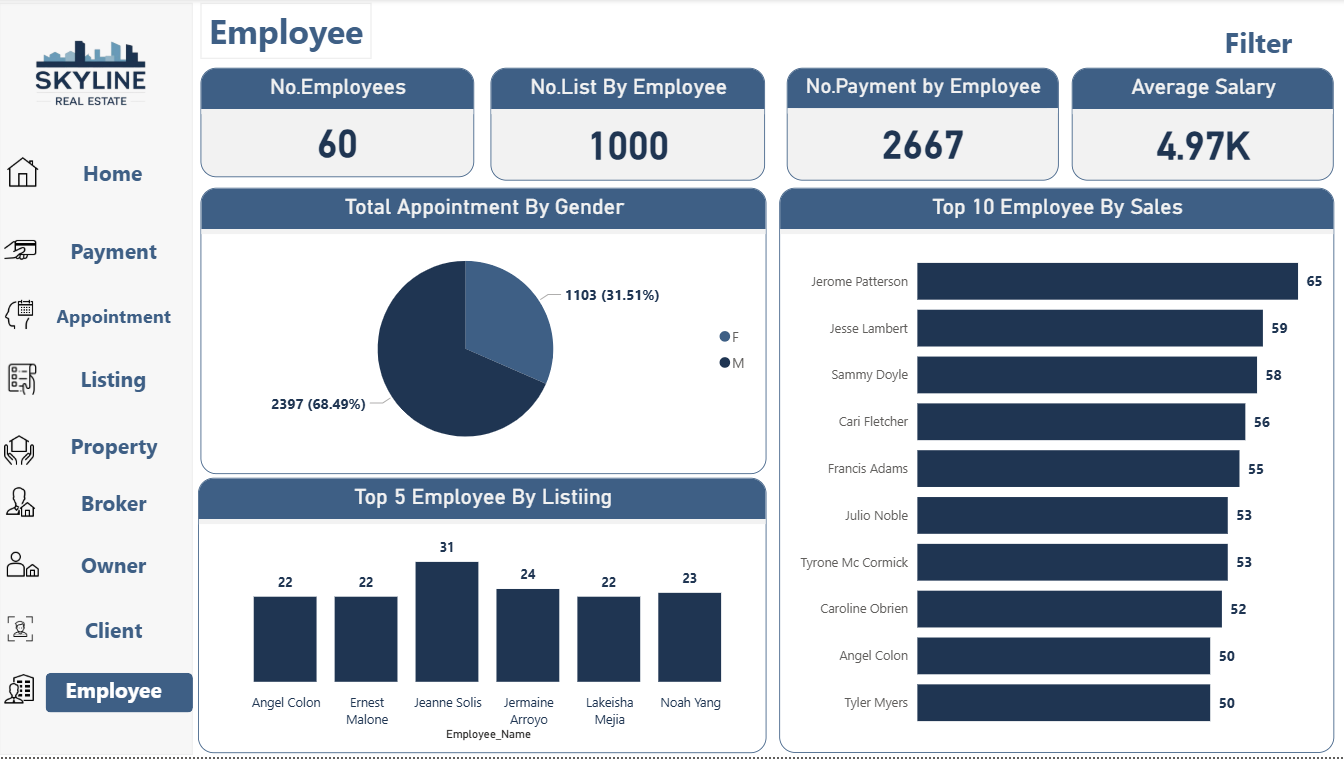 SKYLINE
REAL ESTATE
Home
Payment
Appointment
Listing
Property
Broker
Owner
Client
Employee
Employee
Filter
No.Employees
60
No.List By Employee
1000
No.Payment by Employee
2667
Average Salary
4.97K
Total Appointment By Gender
1103 (31.51%)
2397 (68.49%)
F
M
Top 5 Employee By Listiing
22
22
31
24
22
23
Angel Colon
Ernest
Malone
Jeanne Solis
Jermaine
Arroyo
Lakeisha
Mejia
Noah Yang
Employee_Name
Top 10 Employee By Sales
Jerome Patterson 65
Jesse Lambert 59
Sammy Doyle 58
Cari Fletcher 56
Francis Adams 55
Julio Noble 53
Tyrone Mc Cormick 53
Caroline Obrien 52
Angel Colon 50
Tyler Myers 50